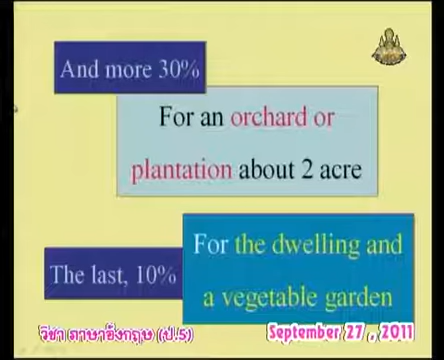 And more 30%
For an orchard or
plantation about 2 acre
For the dwelling and
The last, 10%
a vegetable garden
วิชา ภาษาอังกฤษ (ป.5)
September 27 , 2011